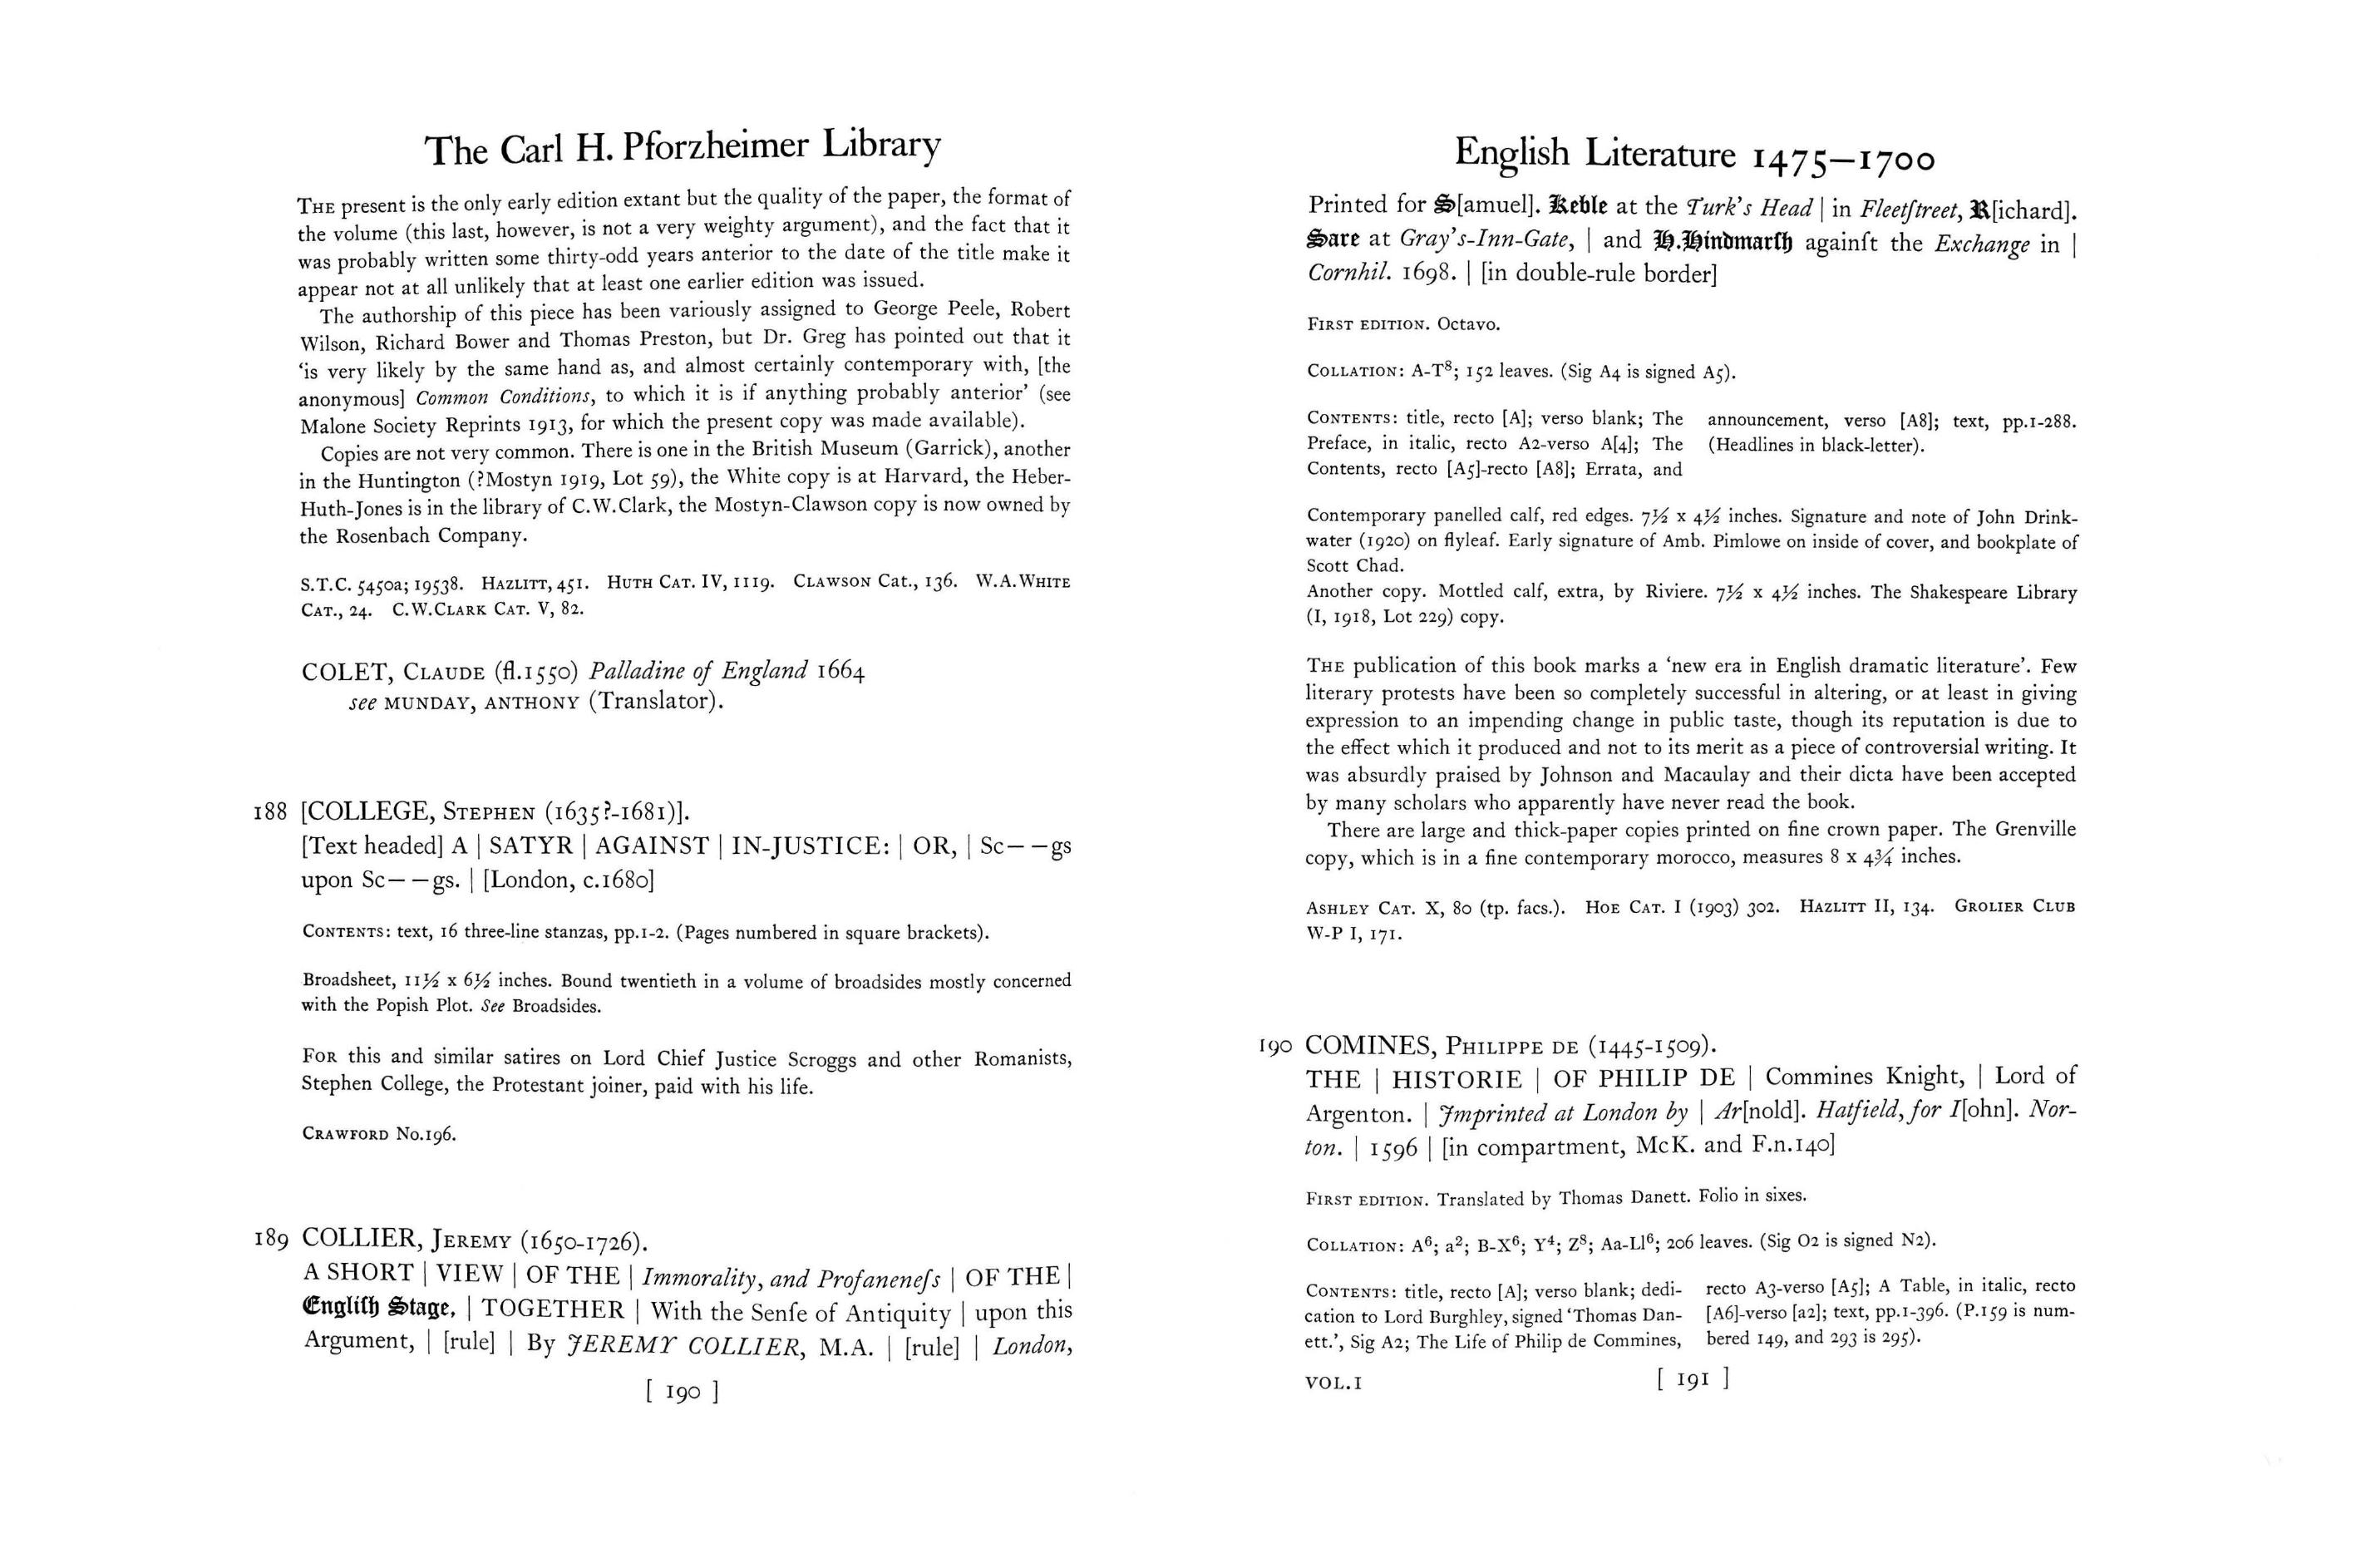 The Carl H. Pforzheimer Library
THE present is the only early edition extant but the quality of the paper, the format of
the volume (this last, however, is not a very weighty argument), and the fact that it
was probably written some thirty-odd years anterior to the date of the title make it
appear not at all unlikely that at least one earlier edition was issued.
The authorship of this piece has been variously assigned to George Peele, Robert
Wilson, Richard Bower and Thomas Preston, but Dr. Greg has pointed out that it
‘is very likely by the same hand as, and almost certainly contemporary with, [the
anonymous] Common Conditions, to which it is if anything probably anterior’ (see
Malone Society Reprints 1913, for which the present copy was made available).
Copies are not very common. There is one in the British Museum (Garrick), another
in the Huntington (?Mostyn 1919, Lot 59), the White copy is at Harvard, the Heber-
Huth-Jones is in the library of C.W.Clark, the Mostyn-Clawson copy is now owned by
the Rosenbach Company.
S.T.C. 5450a; 19538. HAZLITT, 451. HUTH CAT. IV, 1119. CLAWSON Cat., 136. W.A.WHITE
CAT., 24. C.W.CLARK CAT. V, 82.
COLET, CLAUDE (fl.1550) Palladine of England 1664
see MUNDAY, ANTHONY (Translator).
188 [COLLEGE, STEPHEN (1635?-1681)].
[Text headed] A | SATYR | AGAINST | IN-JUSTICE: | OR, | Sc— —gs
upon Sc— —gs. | [London, c.1680]
CONTENTS: text, 16 three-line stanzas, pp.1-2. (Pages numbered in square brackets).
Broadsheet, 11½ x 6½ inches. Bound twentieth in a volume of broadsides mostly concerned
with the Popish Plot. See Broadsides.
FOR this and similar satires on Lord Chief Justice Scroggs and other Romanists,
Stephen College, the Protestant joiner, paid with his life.
CRAWFORD No.196.
189 COLLIER, JEREMY (1650-1726).
A SHORT | VIEW | OF THE | Immorality, and Profaneneſs | OF THE |
Engliſh Stage, | TOGETHER | With the Senſe of Antiquity | upon this
Argument, | [rule] | By JEREMY COLLIER, M.A. | [rule] | London,
[ 190 ]
English Literature 1475—1700
Printed for S[amuel]. Keble at the Turk's Head | in Fleetſtreet, R[ichard].
Sare at Gray's-Inn-Gate, | and H.Hindmarſh againſt the Exchange in |
Cornhil. 1698. | [in double-rule border]
FIRST EDITION. Octavo.
COLLATION: A-T⁸; 152 leaves. (Sig A4 is signed A5).
CONTENTS: title, recto [A]; verso blank; The
Preface, in italic, recto A2-verso A[4]; The
Contents, recto [A5]-recto [A8]; Errata, and
announcement, verso [A8]; text, pp.1-288.
(Headlines in black-letter).
Contemporary panelled calf, red edges. 7½ x 4½ inches. Signature and note of John Drink-
water (1920) on flyleaf. Early signature of Amb. Pimlowe on inside of cover, and bookplate of
Scott Chad.
Another copy. Mottled calf, extra, by Riviere. 7½ x 4½ inches. The Shakespeare Library
(I, 1918, Lot 229) copy.
THE publication of this book marks a ‘new era in English dramatic literature’. Few
literary protests have been so completely successful in altering, or at least in giving
expression to an impending change in public taste, though its reputation is due to
the effect which it produced and not to its merit as a piece of controversial writing. It
was absurdly praised by Johnson and Macaulay and their dicta have been accepted
by many scholars who apparently have never read the book.
There are large and thick-paper copies printed on fine crown paper. The Grenville
copy, which is in a fine contemporary morocco, measures 8 x 4¾ inches.
ASHLEY CAT. X, 80 (tp. facs.). HOE CAT. I (1903) 302. HAZLITT II, 134. GROLIER CLUB
W-P I, 171.
190 COMINES, PHILIPPE DE (1445-1509).
THE | HISTORIE | OF PHILIP DE | Commines Knight, | Lord of
Argenton. | Imprinted at London by | Ar[nold]. Hatfield, for I[ohn]. Nor-
ton. | 1596 | [in compartment, McK. and F.n.140]
FIRST EDITION. Translated by Thomas Danett. Folio in sixes.
COLLATION: A⁶; a²; B-X⁶; Y⁴; Z⁸; Aa-Ll⁶; 206 leaves. (Sig O2 is signed N2).
CONTENTS: title, recto [A]; verso blank; dedi-
cation to Lord Burghley, signed ‘Thomas Dan-
ett.’, Sig A2; The Life of Philip de Commines,
recto A3-verso [A5]; A Table, in italic, recto
[A6]-verso [a2]; text, pp.1-396. (P.159 is num-
bered 149, and 293 is 295).
VOL.I
[ 191 ]